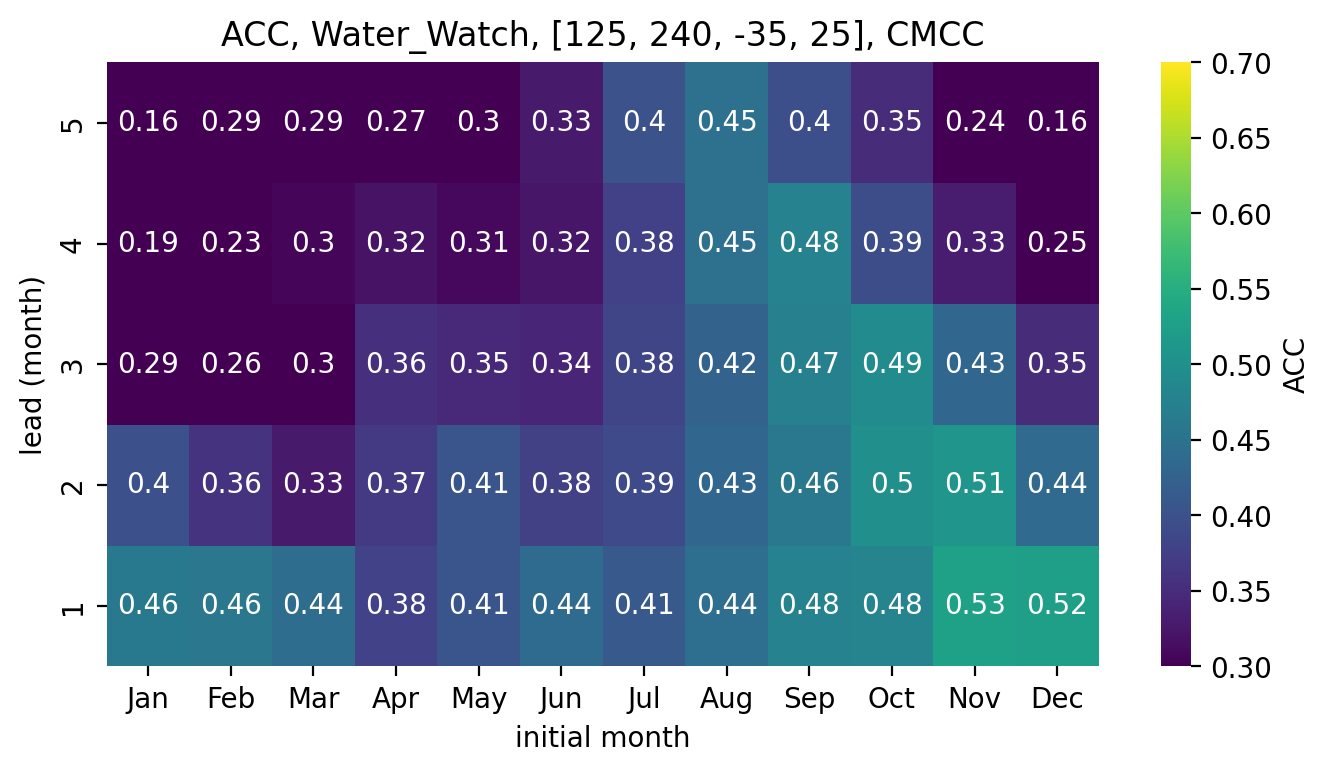 ACC, Water_Watch, [125, 240, -35, 25], CMCC
5 0.16 0.29 0.29 0.27 0.3 0.33 0.4 0.45 0.4 0.35 0.24 0.16
4 0.19 0.23 0.3 0.32 0.31 0.32 0.38 0.45 0.48 0.39 0.33 0.25
3 0.29 0.26 0.3 0.36 0.35 0.34 0.38 0.42 0.47 0.49 0.43 0.35
2 0.4 0.36 0.33 0.37 0.41 0.38 0.39 0.43 0.46 0.5 0.51 0.44
1 0.46 0.46 0.44 0.38 0.41 0.44 0.41 0.44 0.48 0.48 0.53 0.52
Jan Feb Mar Apr May Jun Jul Aug Sep Oct Nov Dec
initial month
lead (month)
0.70
0.65
0.60
0.55
0.50
0.45
0.40
0.35
0.30
ACC